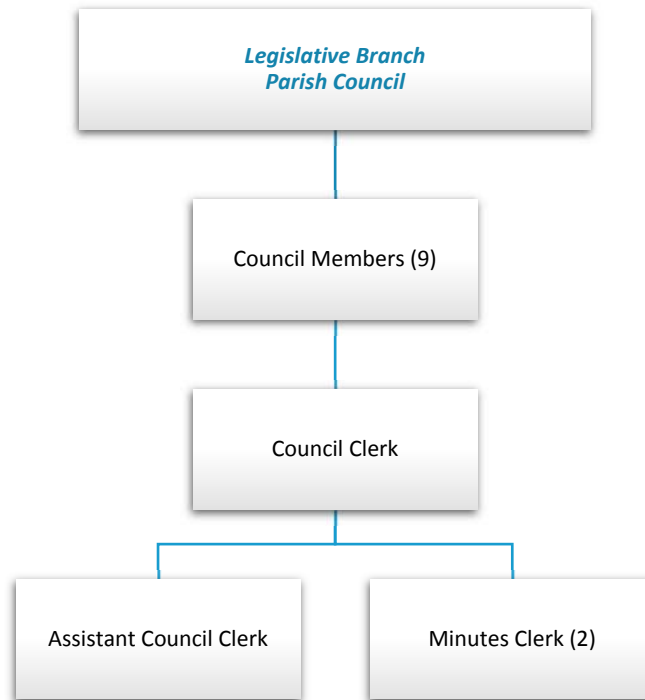 Legislative Branch
Parish Council
Council Members (9)
Council Clerk
Assistant Council Clerk
Minutes Clerk (2)